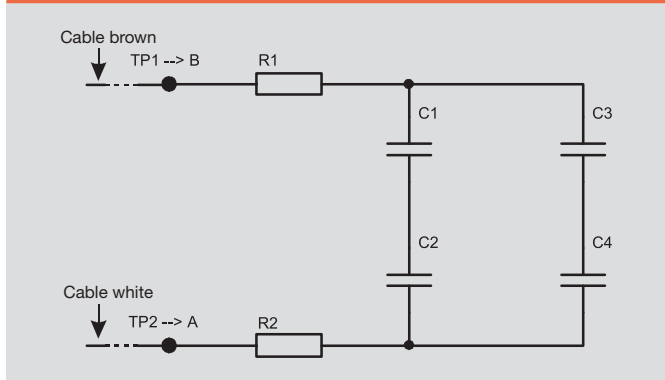 Cable brown
TP1 --> B
R1
C1
C3
C2
C4
Cable white
TP2 --> A
R2